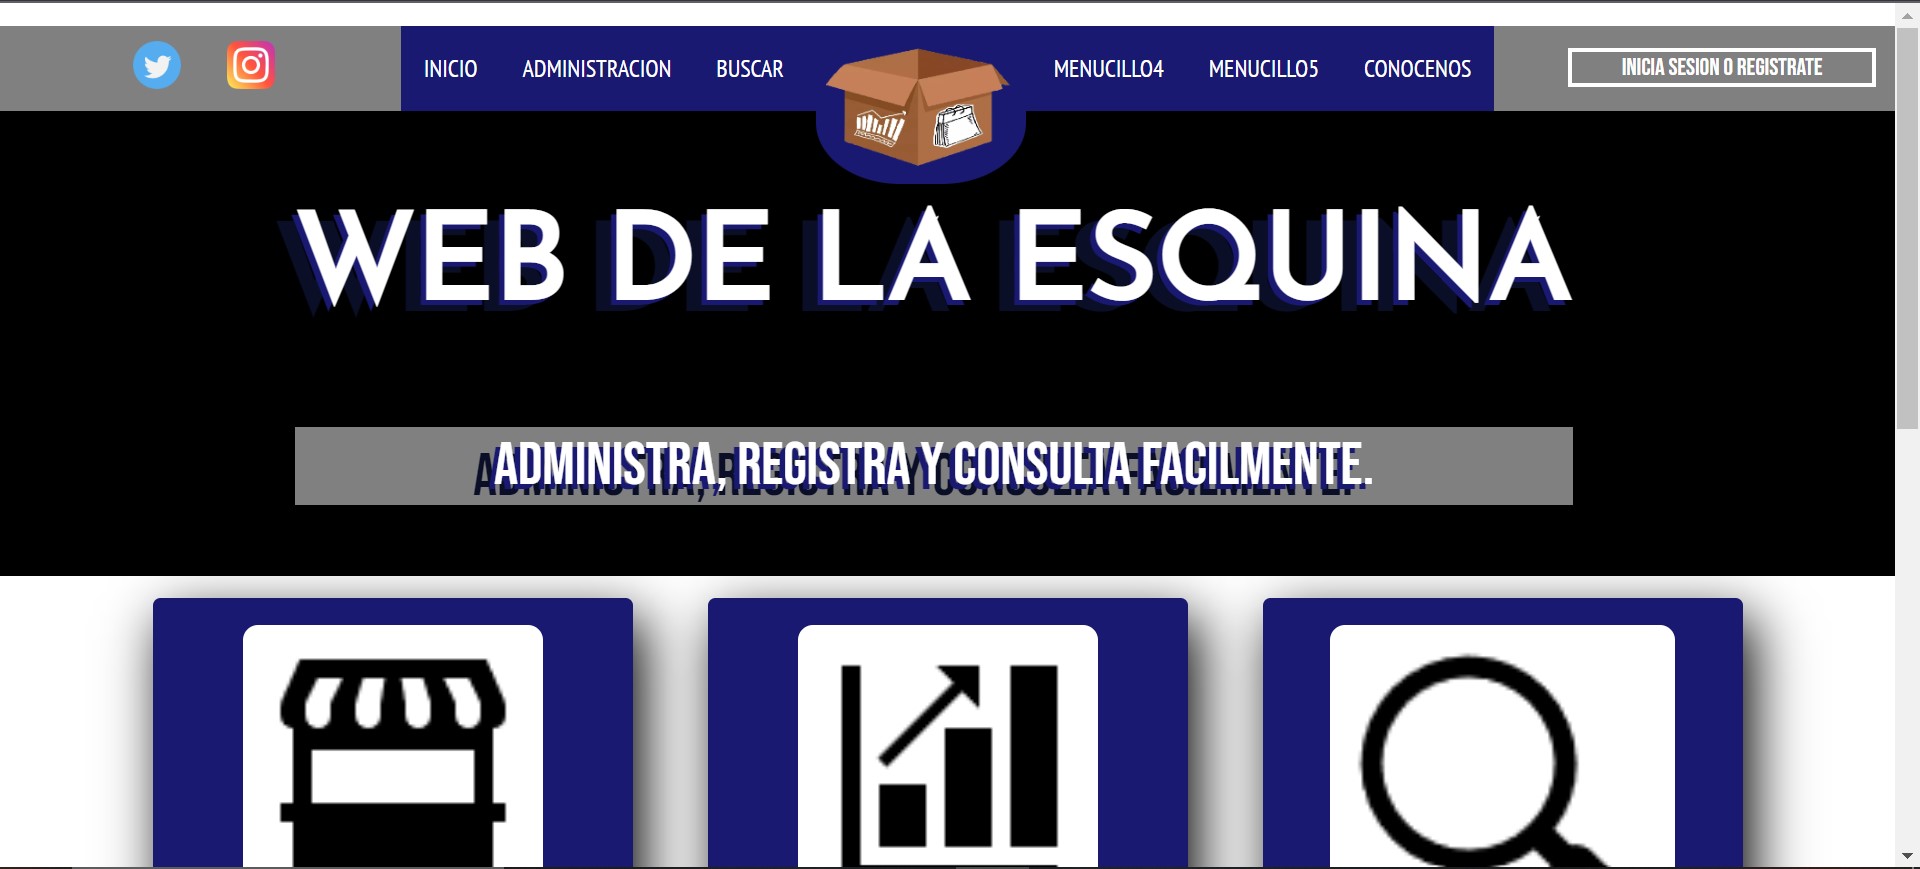 INICIO ADMINISTRACION BUSCAR MENUCILLO4 MENUCILLO5 CONOCENOS INICIA SESION O REGISTRATE
WEB DE LA ESQUINA
ADMINISTRA, REGISTRA Y CONSULTA FACILMENTE.